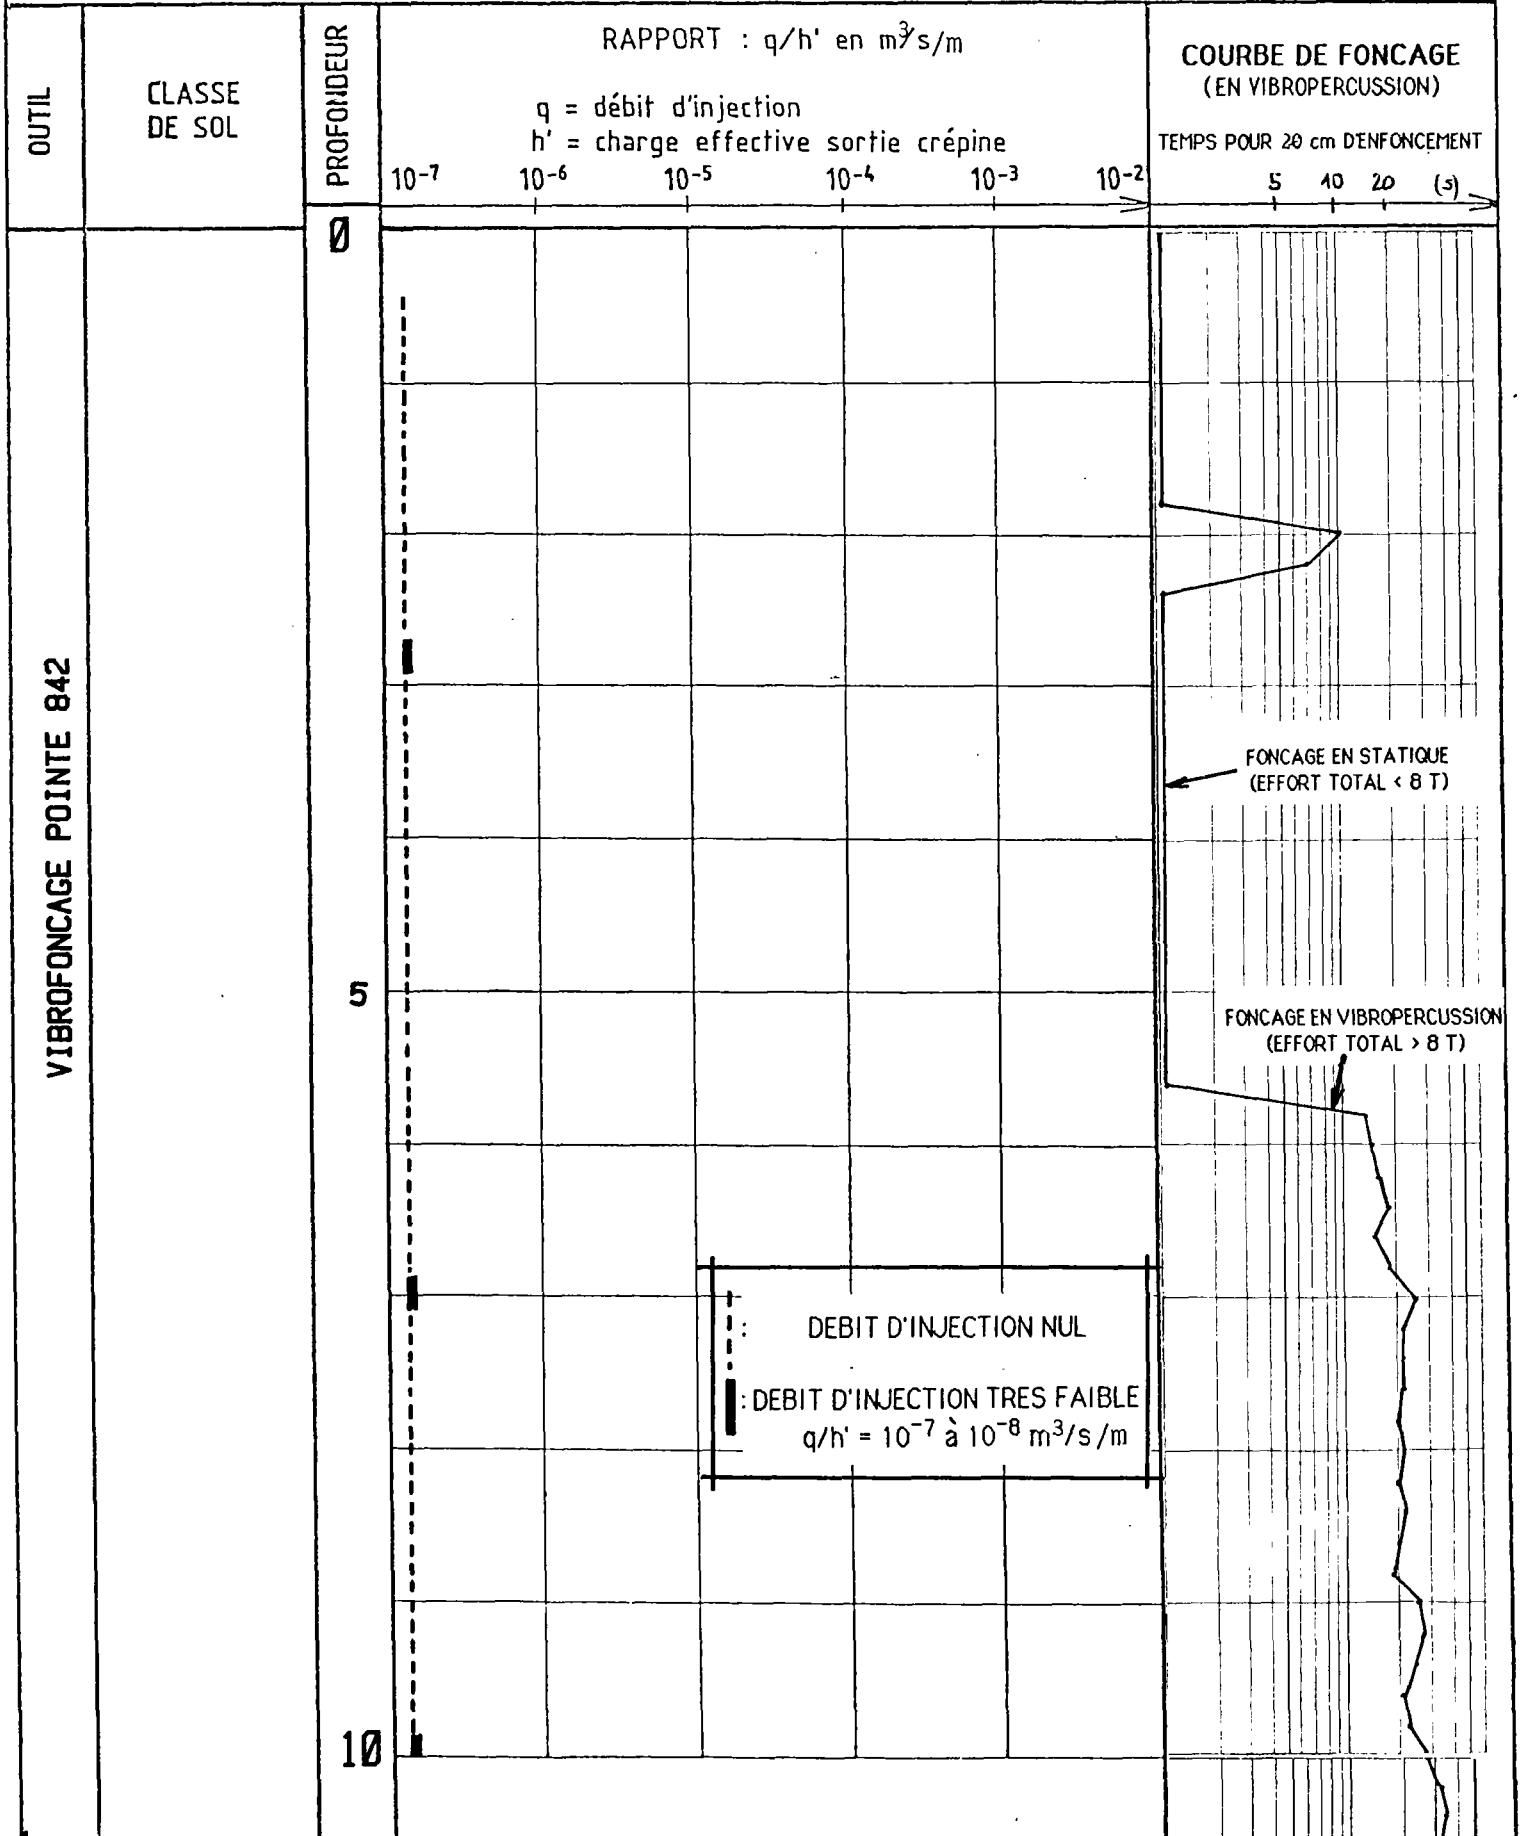 OUTIL
CLASSE
DE SOL
PROFONDEUR
RAPPORT : q/h' en m³/s/m
q = débit d'injection
h' = charge effective sortie crépine
10⁻⁷ 10⁻⁶ 10⁻⁵ 10⁻⁴ 10⁻³ 10⁻²
COURBE DE FONCAGE
(EN VIBROPERCUSSION)
TEMPS POUR 20 cm D'ENFONCEMENT
5 10 20 (s)
0
VIBROFONCAGE POINTE 842
FONCAGE EN STATIQUE
(EFFORT TOTAL < 8 T)
5
FONCAGE EN VIBROPERCUSSION
(EFFORT TOTAL > 8 T)
: DEBIT D'INJECTION NUL
: DEBIT D'INJECTION TRES FAIBLE
q/h' = 10⁻⁷ à 10⁻⁸ m³/s/m
10